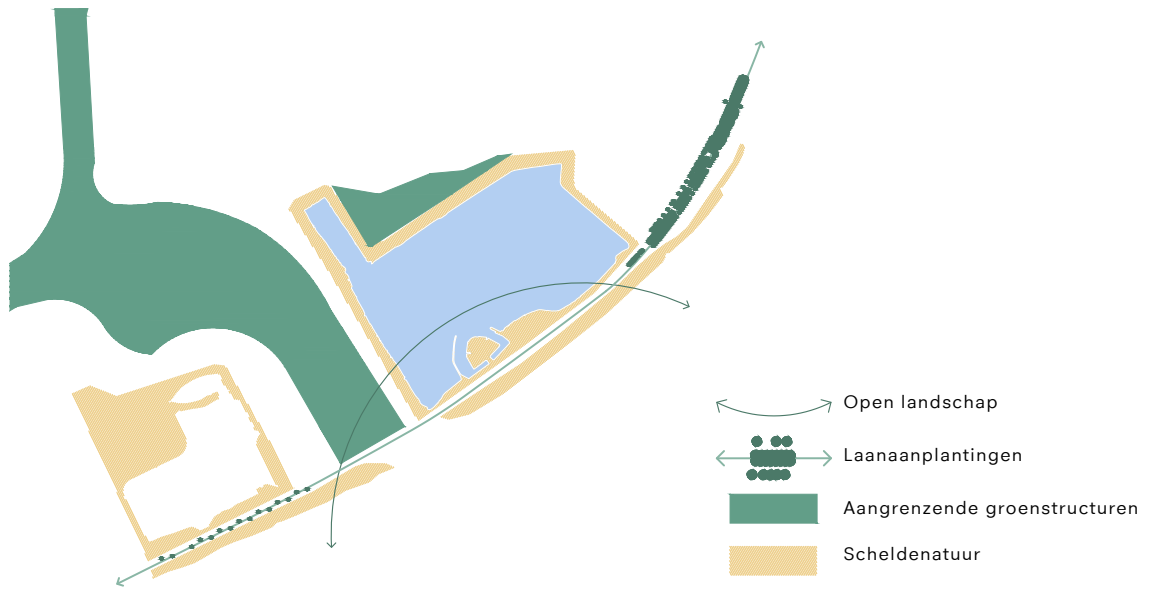 Open landschap
Laanaanplantingen
Aangrenzende groenstructuren
Scheldenatuur